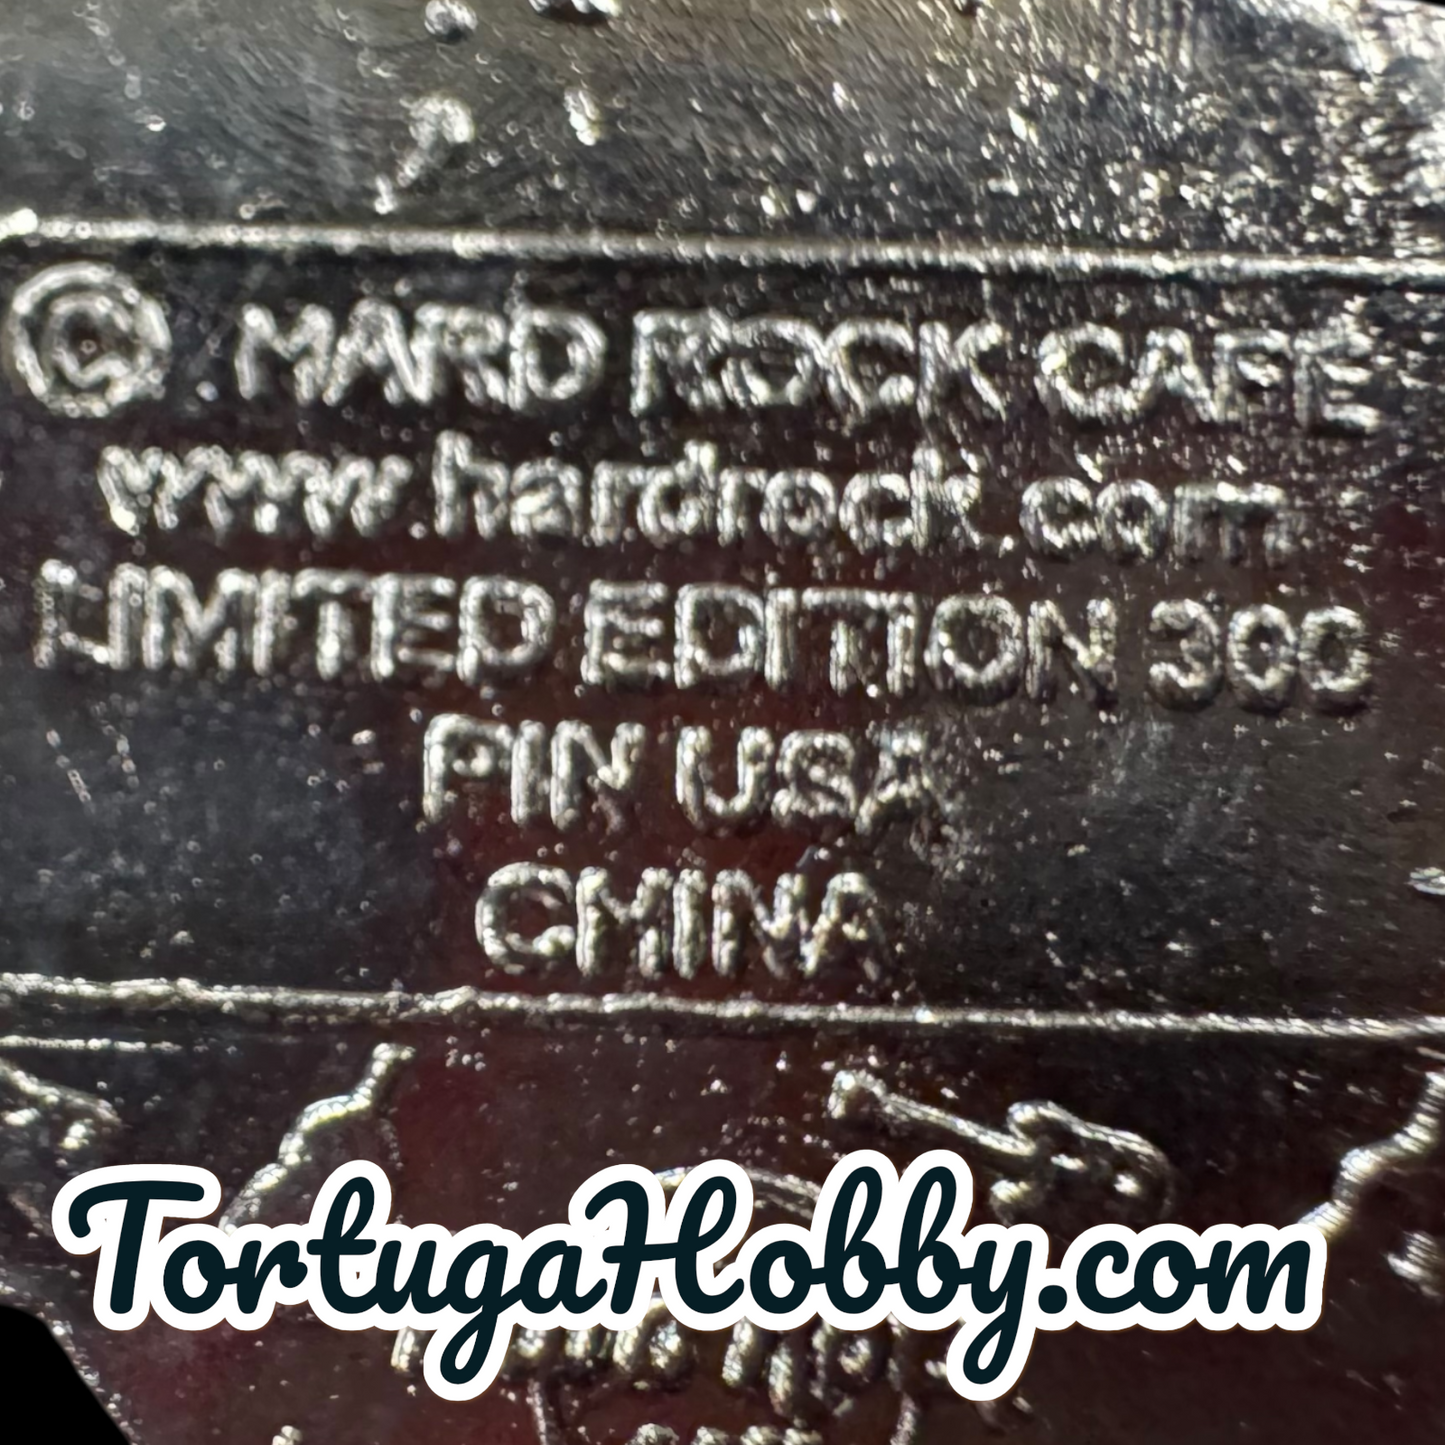 © HARD ROCK CAFE
www.hardrock.com
LIMITED EDITION 300
PIN USA
CHINA
TortugaHobby.com